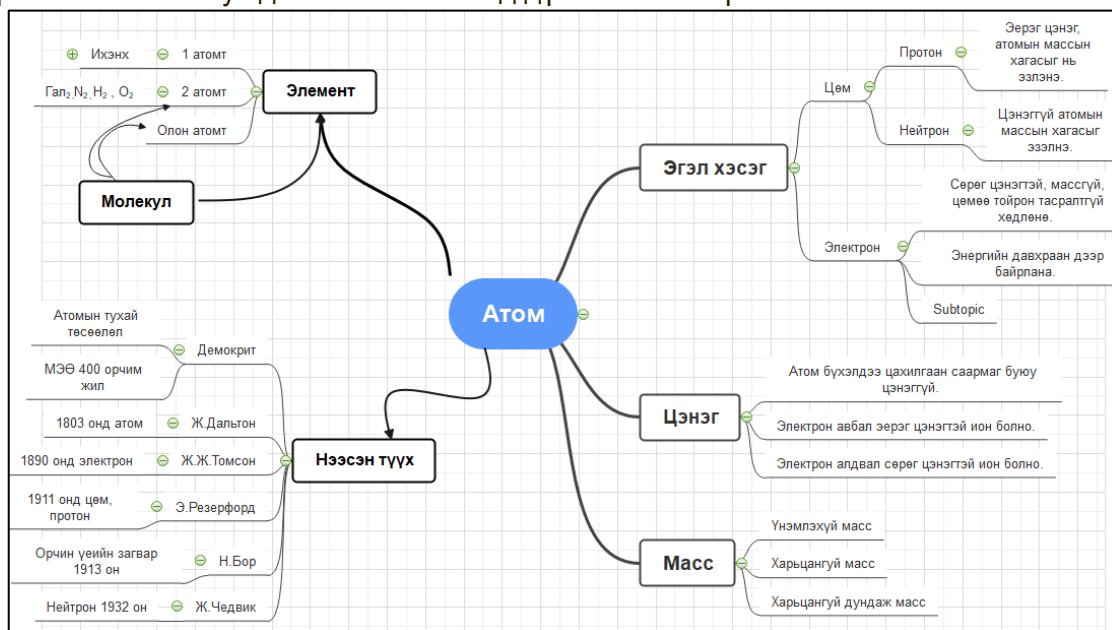 Ихэнх
1 атомт
Гал₂,N₂,H₂ , O₂
2 атомт
Олон атомт
Элемент
Молекул
Атом
Эгэл хэсэг
Цөм
Протон
Эерэг цэнэг,
атомын массын
хагасыг нь
эзлэнэ.
Нейтрон
Цэнэггүй атомын
массын хагасыг
эзэлнэ.
Электрон
Сөрөг цэнэгтэй, массгүй,
цөмөө тойрон тасралтгүй
хөдлөнө.
Энергийн давхраан дээр
байрлана.
Subtopic
Цэнэг
Атом бүхэлдээ цахилгаан саармаг буюу
цэнэггүй.
Электрон авбал эерэг цэнэгтэй ион болно.
Электрон алдвал сөрөг цэнэгтэй ион болно.
Масс
Үнэмлэхүй масс
Харьцангуй масс
Харьцангуй дундаж масс
Нээсэн түүх
Атомын тухай
төсөөлөл
МЭӨ 400 орчим
жил
Демокрит
1803 онд атом
Ж.Дальтон
1890 онд электрон
Ж.Ж.Томсон
1911 онд цөм,
протон
Э.Резерфорд
Орчин үеийн загвар
1913 он
Н.Бор
Нейтрон 1932 он
Ж.Чедвик